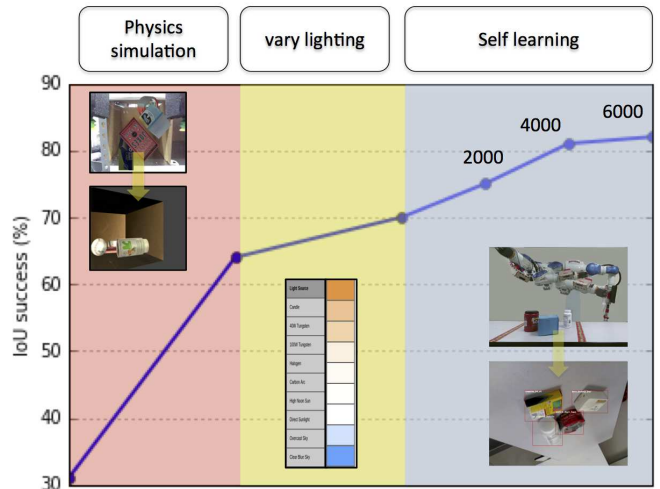 Physics
simulation
vary lighting
Self learning
90
80
70
60
50
40
30
IoU success (%)
2000
4000
6000
Light Source
Candle
40W Tungsten
100W Tungsten
Halogen
Carbon Arc
High Noon Sun
Direct Sunlight
Overcast Sky
Clear Blue Sky